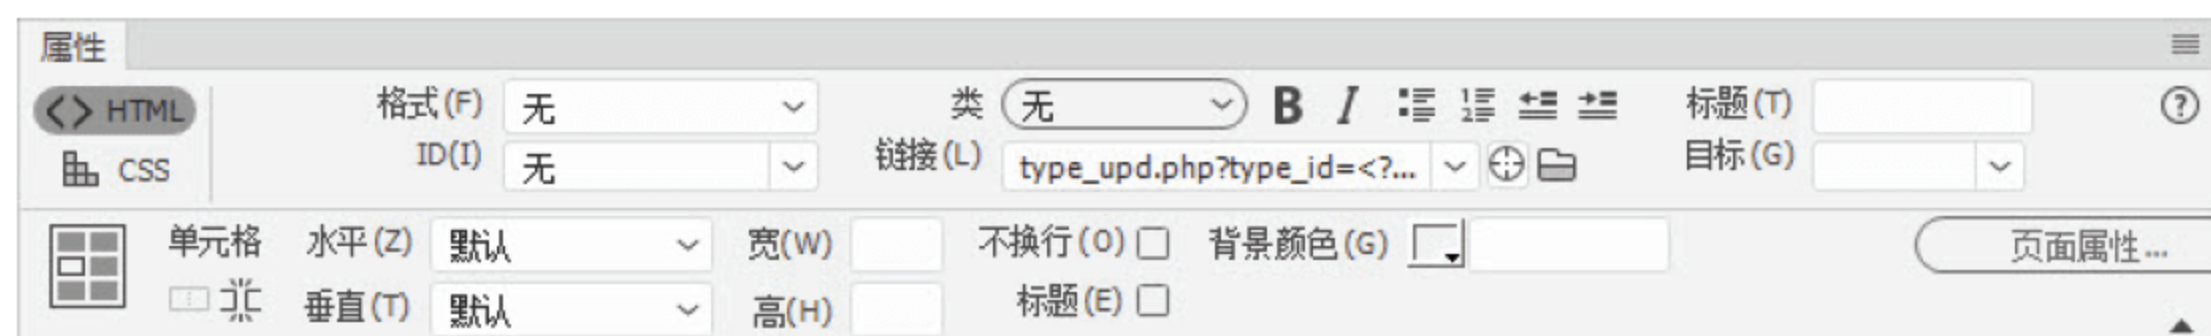 属性
HTML 格式(F) 无 类 无 B I 标题(T)
CSS ID(I) 无 链接(L) type_upd.php?type_id=<?... 目标(G)
单元格 水平(Z) 默认 宽(W) 不换行(O) 背景颜色(G) 页面属性...
垂直(T) 默认 高(H) 标题(E)